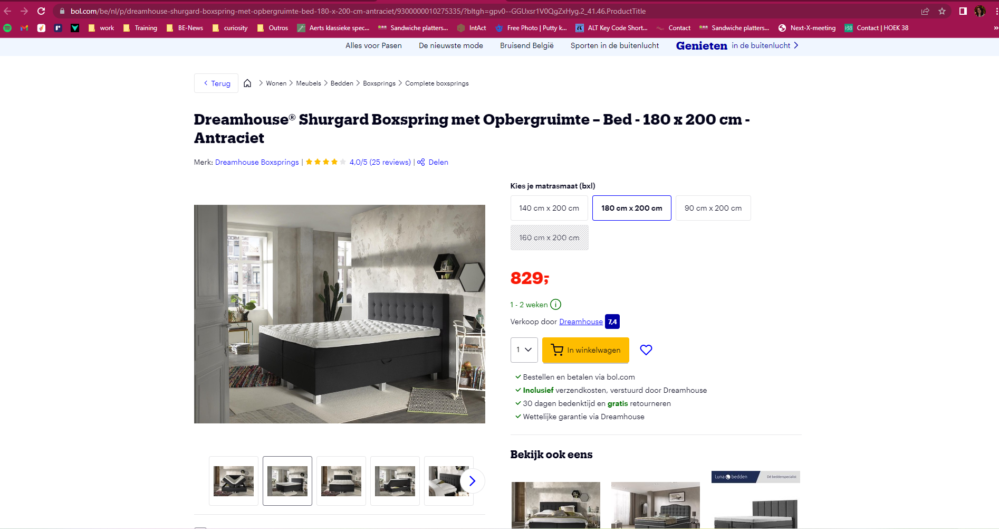 bol.com/be/nl/p/dreamhouse-shurgard-boxspring-met-opbergruimte-bed-180-x-200-cm-antraciet/9300000010275335/?bltgh=gpv0--GGUxsr1V0QgZxHyg.2_41.46.ProductTitle
work Training BE-News curiosity Outros Aerts klassieke spec... Sandwiche platters... IntAct Free Photo | Putty k... ALT Key Code Short... Contact Sandwiche platters... Next-X-meeting Contact | HOEK 38 »
Alles voor Pasen De nieuwste mode Bruisend België Sporten in de buitenlucht Genieten in de buitenlucht
Terug Wonen Meubels Bedden Boxsprings Complete boxsprings
Dreamhouse® Shurgard Boxspring met Opbergruimte – Bed - 180 x 200 cm -
Antraciet
Merk: Dreamhouse Boxsprings | 4,0/5 (25 reviews) | Delen
Kies je matrasmaat (bxl)
140 cm x 200 cm 180 cm x 200 cm 90 cm x 200 cm
160 cm x 200 cm
829,-
1 - 2 weken
Verkoop door Dreamhouse 7,4
1 In winkelwagen
Bestellen en betalen via bol.com
Inclusief verzendkosten, verstuurd door Dreamhouse
30 dagen bedenktijd en gratis retourneren
Wettelijke garantie via Dreamhouse
Bekijk ook eens
Luna bedden Dé beddenspecialist